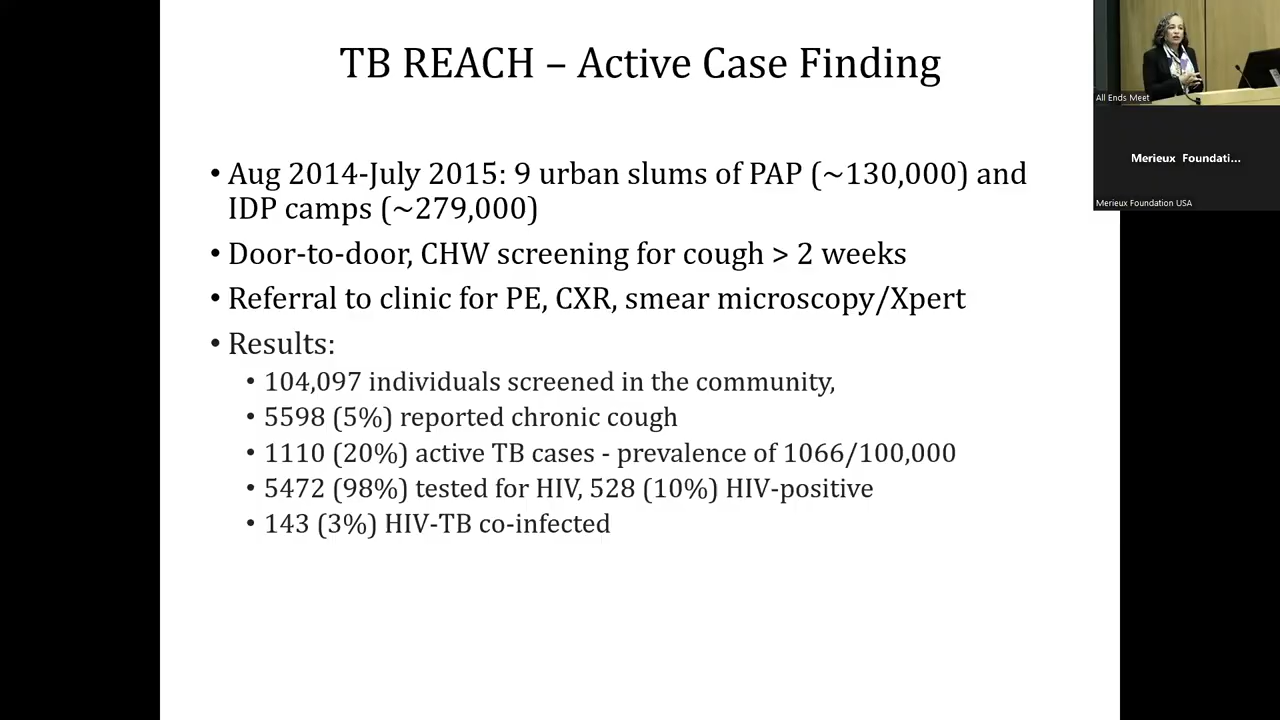 TB REACH – Active Case Finding
• Aug 2014-July 2015: 9 urban slums of PAP (~130,000) and
IDP camps (~279,000)
• Door-to-door, CHW screening for cough > 2 weeks
• Referral to clinic for PE, CXR, smear microscopy/Xpert
• Results:
• 104,097 individuals screened in the community,
• 5598 (5%) reported chronic cough
• 1110 (20%) active TB cases - prevalence of 1066/100,000
• 5472 (98%) tested for HIV, 528 (10%) HIV-positive
• 143 (3%) HIV-TB co-infected
All Ends Meet
Merieux Foundati...
Merieux Foundation USA